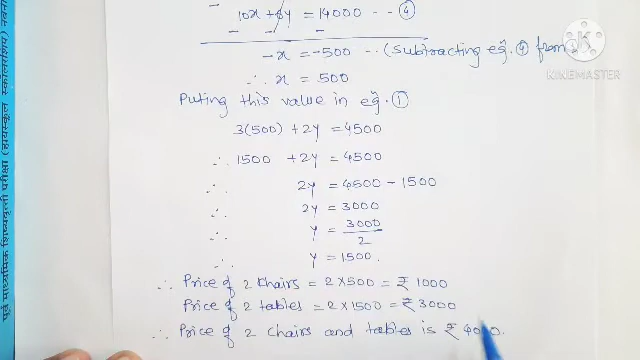 10x + 6y = 14000 -- ④
-x = -500 -- (Subtracting eq. ④ from
∴ x = 500
Puting this value in eq. ①
3(500) + 2y = 4500
∴ 1500 + 2y = 4500
∴ 2y = 4500 - 1500
∴ 2y = 3000
∴ y = 3000/2
∴ y = 1500.
∴ Price of 2 chairs = 2 × 500 = ₹ 1000
Price of 2 tables = 2 × 1500 = ₹ 3000
∴ Price of 2 chairs and tables is ₹ 4000.
KINEMASTER